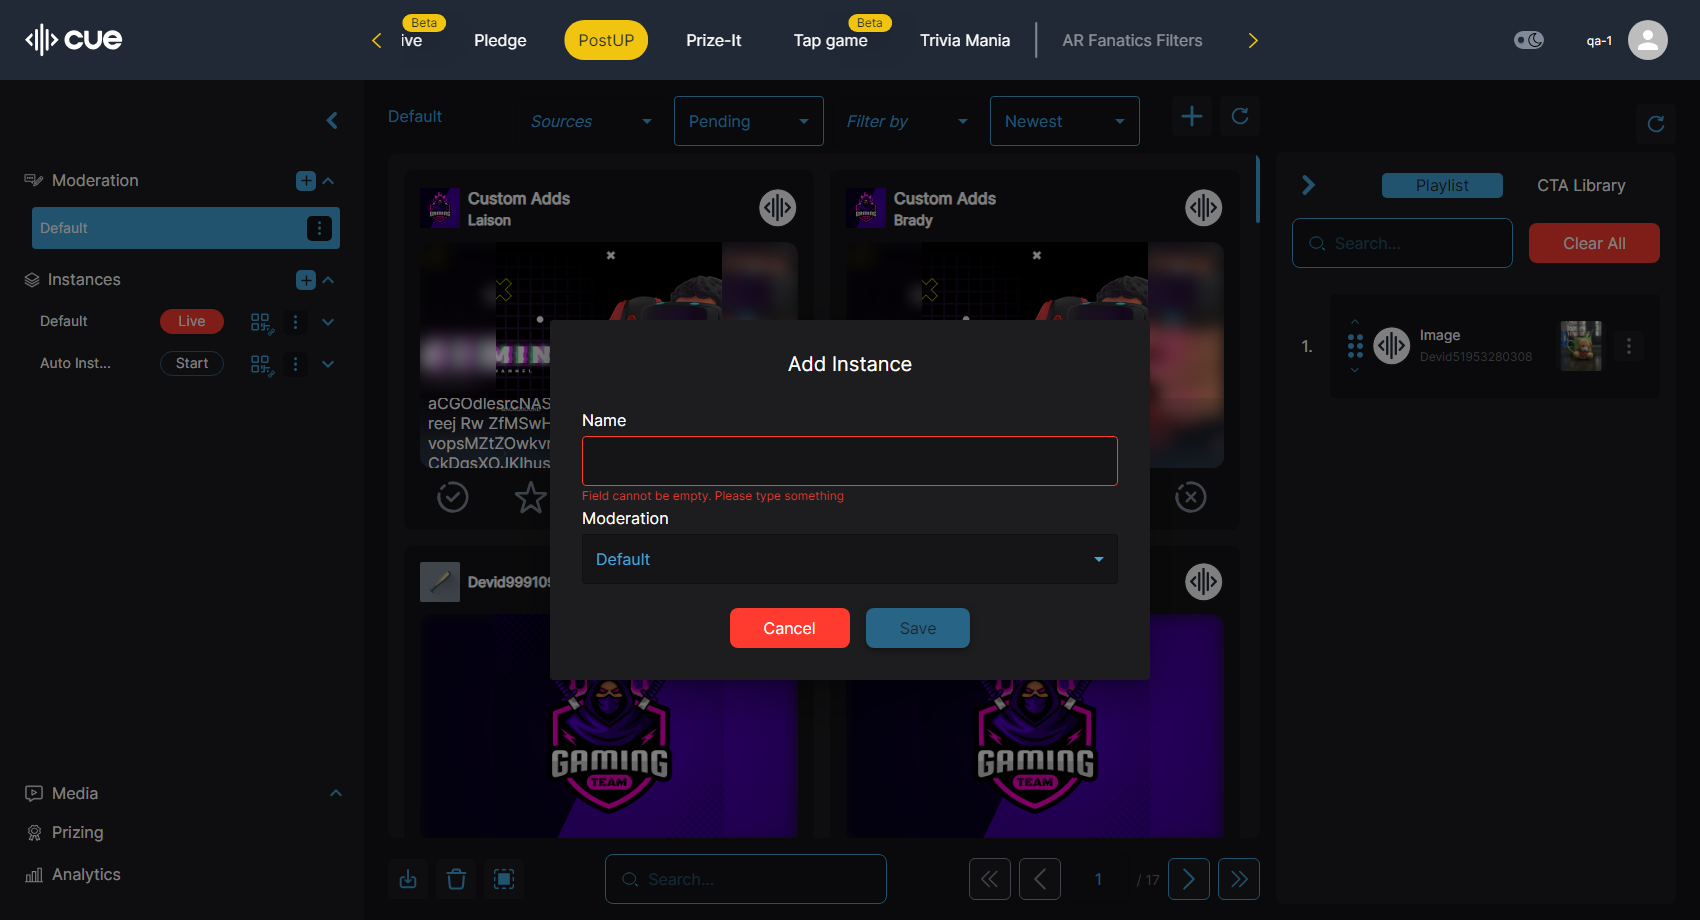 cue
Beta
ive
Pledge
PostUP
Prize-It
Beta
Tap game
Trivia Mania
AR Fanatics Filters
qa-1
Moderation
Default
Instances
Default
Live
Auto Inst...
Start
Media
Prizing
Analytics
Default
Sources
Pending
Filter by
Newest
Custom Adds
Laison
Custom Adds
Brady
aCGOdlesrcNAS
reej Rw ZfMSwH
CHANNEL
Devid999109
GAMING
TEAM
GAMING
TEAM
Add Instance
Name
Field cannot be empty. Please type something
Moderation
Default
Cancel
Save
Search...
1
/ 17
Playlist
CTA Library
Search...
Clear All
1.
Image
Devid51953280308